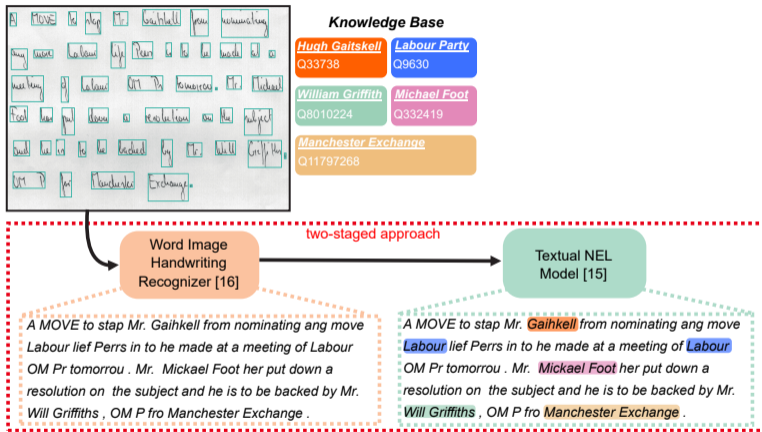 A MOVE to stop Mr. Gaitskell from nominating
any more Labour life Peers is to be made at a
meeting of Labour OM Ps tomorrow. Mr. Michael
Foot has put down a resolution on the subject
and he is to be backed by Mr. Will Griffiths,
OM P for Manchester Exchange.
Knowledge Base
Hugh Gaitskell
Q33738
Labour Party
Q9630
William Griffith
Q8010224
Michael Foot
Q332419
Manchester Exchange
Q11797268
two-staged approach
Word Image
Handwriting
Recognizer [16]
Textual NEL
Model [15]
A MOVE to stap Mr. Gaihkell from nominating ang move
Labour lief Perrs in to he made at a meeting of Labour
OM Pr tomorrou . Mr. Mickael Foot her put down a
resolution on the subject and he is to be backed by Mr.
Will Griffiths , OM P fro Manchester Exchange .
A MOVE to stap Mr. Gaihkell from nominating ang move
Labour lief Perrs in to he made at a meeting of Labour
OM Pr tomorrou . Mr. Mickael Foot her put down a
resolution on the subject and he is to be backed by Mr.
Will Griffiths , OM P fro Manchester Exchange .